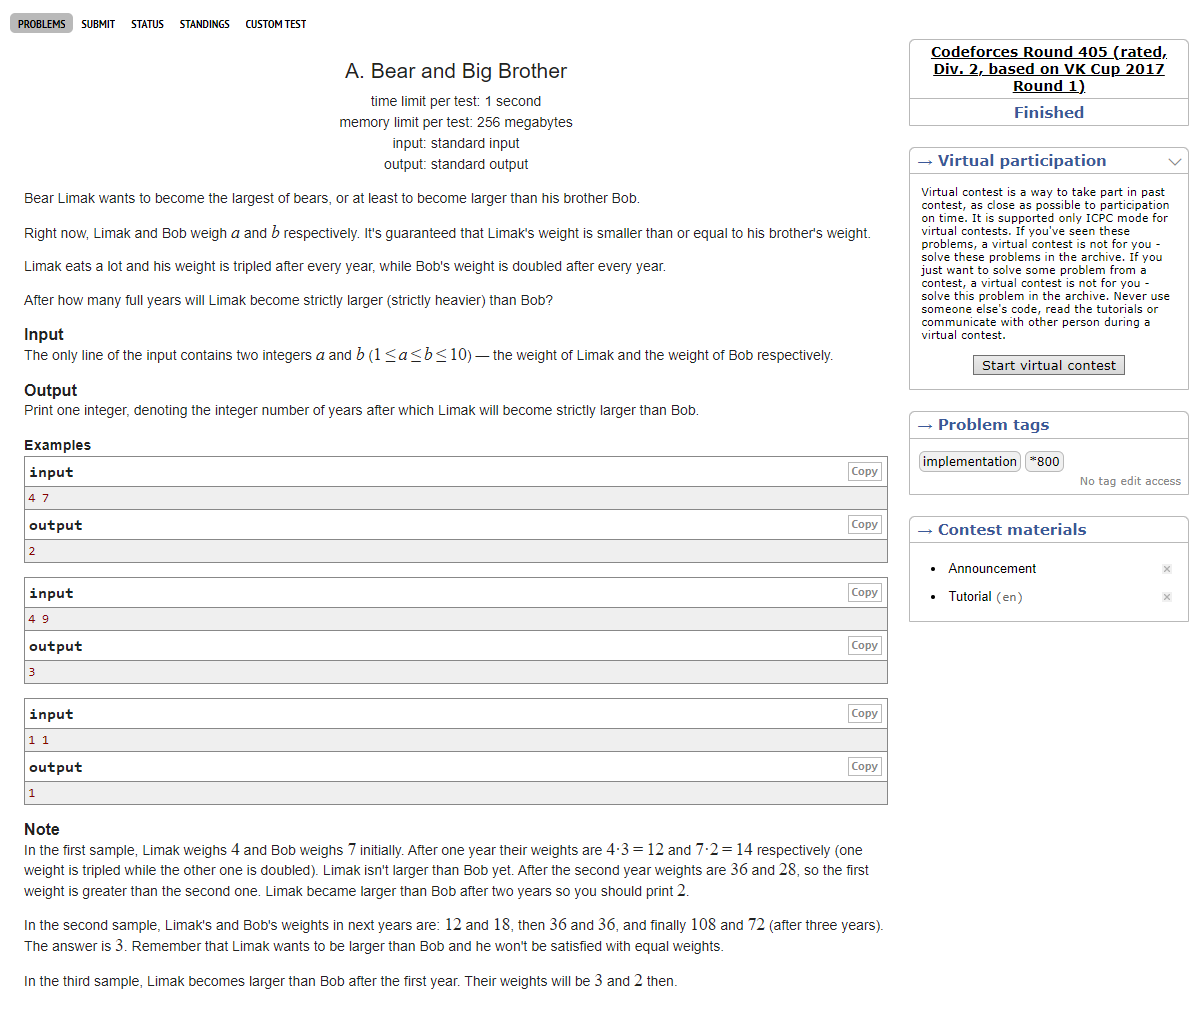 PROBLEMS SUBMIT STATUS STANDINGS CUSTOM TEST
A. Bear and Big Brother
time limit per test: 1 second
memory limit per test: 256 megabytes
input: standard input
output: standard output
Bear Limak wants to become the largest of bears, or at least to become larger than his brother Bob.
Right now, Limak and Bob weigh a and b respectively. It's guaranteed that Limak's weight is smaller than or equal to his brother's weight.
Limak eats a lot and his weight is tripled after every year, while Bob's weight is doubled after every year.
After how many full years will Limak become strictly larger (strictly heavier) than Bob?
Input
The only line of the input contains two integers a and b (1 ≤ a ≤ b ≤ 10) — the weight of Limak and the weight of Bob respectively.
Output
Print one integer, denoting the integer number of years after which Limak will become strictly larger than Bob.
Examples
input Copy
4 7
output Copy
2
input Copy
4 9
output Copy
3
input Copy
1 1
output Copy
1
Note
In the first sample, Limak weighs 4 and Bob weighs 7 initially. After one year their weights are 4·3 = 12 and 7·2 = 14 respectively (one
weight is tripled while the other one is doubled). Limak isn't larger than Bob yet. After the second year weights are 36 and 28, so the first
weight is greater than the second one. Limak became larger than Bob after two years so you should print 2.
In the second sample, Limak's and Bob's weights in next years are: 12 and 18, then 36 and 36, and finally 108 and 72 (after three years).
The answer is 3. Remember that Limak wants to be larger than Bob and he won't be satisfied with equal weights.
In the third sample, Limak becomes larger than Bob after the first year. Their weights will be 3 and 2 then.
Codeforces Round 405 (rated,
Div. 2, based on VK Cup 2017
Round 1)
Finished
→ Virtual participation
Virtual contest is a way to take part in past
contest, as close as possible to participation
on time. It is supported only ICPC mode for
virtual contests. If you've seen these
problems, a virtual contest is not for you -
solve these problems in the archive. If you
just want to solve some problem from a
contest, a virtual contest is not for you -
solve this problem in the archive. Never use
someone else's code, read the tutorials or
communicate with other person during a
virtual contest.
Start virtual contest
→ Problem tags
implementation *800
No tag edit access
→ Contest materials
• Announcement
• Tutorial (en)